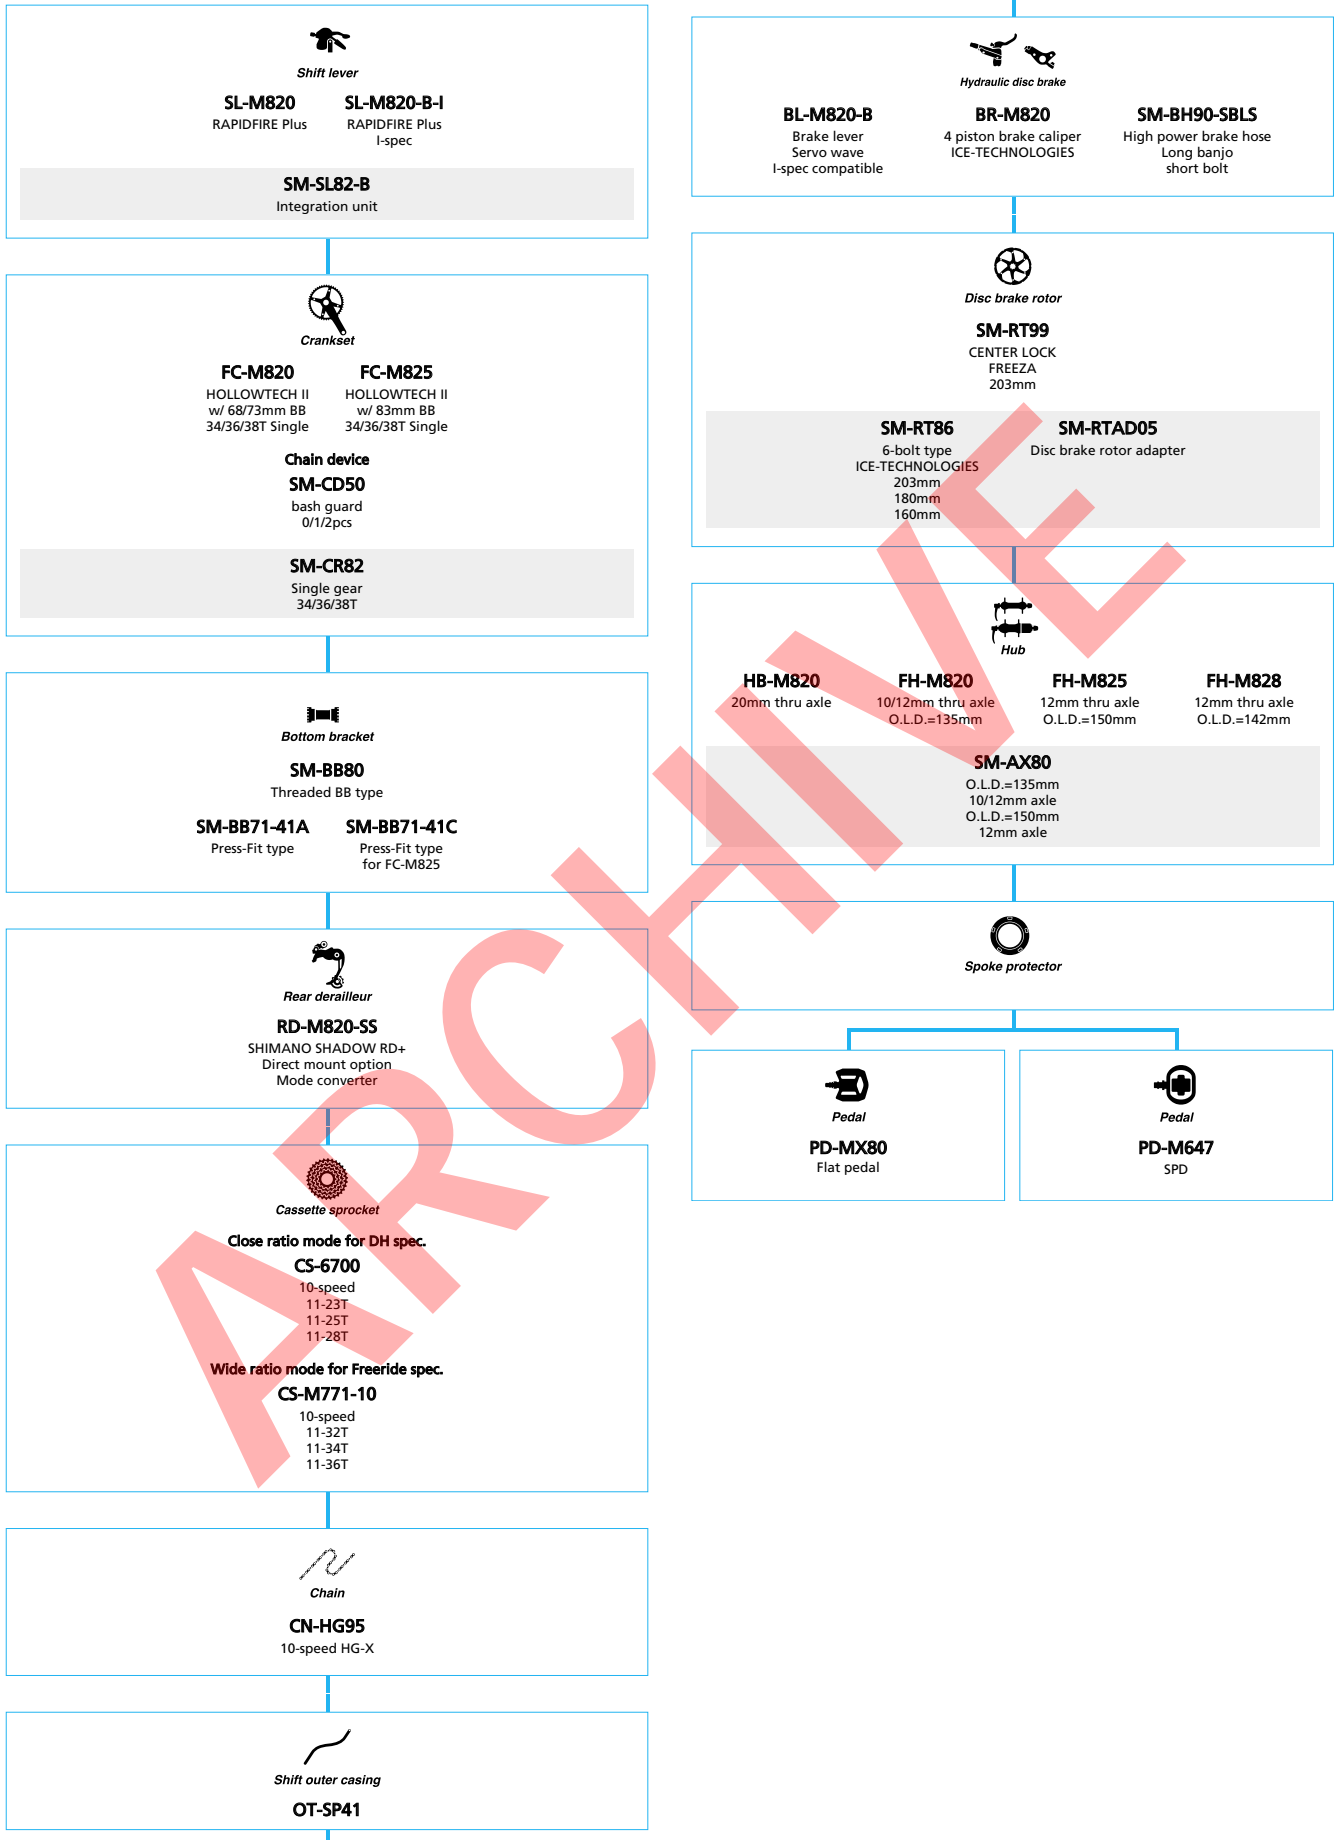 Shift lever
SL-M820
RAPIDFIRE Plus
SL-M820-B-I
RAPIDFIRE Plus
I-spec
SM-SL82-B
Integration unit
Crankset
FC-M820
HOLLOWTECH II
w/ 68/73mm BB
34/36/38T Single
FC-M825
HOLLOWTECH II
w/ 83mm BB
34/36/38T Single
Chain device
SM-CD50
bash guard
0/1/2pcs
SM-CR82
Single gear
34/36/38T
Bottom bracket
SM-BB80
Threaded BB type
SM-BB71-41A
Press-Fit type
SM-BB71-41C
Press-Fit type
for FC-M825
Rear derailleur
RD-M820-SS
SHIMANO SHADOW RD+
Direct mount option
Mode converter
Cassette sprocket
Close ratio mode for DH spec.
CS-6700
10-speed
11-23T
11-25T
11-28T
Wide ratio mode for Freeride spec.
CS-M771-10
10-speed
11-32T
11-34T
11-36T
Chain
CN-HG95
10-speed HG-X
Shift outer casing
OT-SP41
Hydraulic disc brake
BL-M820-B
Brake lever
Servo wave
I-spec compatible
BR-M820
4 piston brake caliper
ICE-TECHNOLOGIES
SM-BH90-SBLS
High power brake hose
Long banjo
short bolt
Disc brake rotor
SM-RT99
CENTER LOCK
FREEZA
203mm
SM-RT86
6-bolt type
ICE-TECHNOLOGIES
203mm
180mm
160mm
SM-RTAD05
Disc brake rotor adapter
Hub
HB-M820
20mm thru axle
FH-M820
10/12mm thru axle
O.L.D.=135mm
FH-M825
12mm thru axle
O.L.D.=150mm
FH-M828
12mm thru axle
O.L.D.=142mm
SM-AX80
O.L.D.=135mm
10/12mm axle
O.L.D.=150mm
12mm axle
Spoke protector
Pedal
PD-MX80
Flat pedal
Pedal
PD-M647
SPD
ARCHIVE